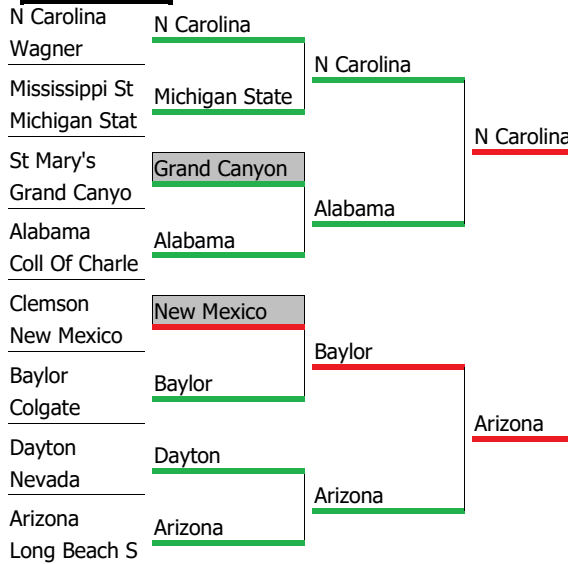 N Carolina
Wagner
Mississippi St
Michigan Stat
St Mary's
Grand Canyo
Alabama
Coll Of Charle
Clemson
New Mexico
Baylor
Colgate
Dayton
Nevada
Arizona
Long Beach S
N Carolina
Michigan State
Grand Canyon
Alabama
New Mexico
Baylor
Dayton
Arizona
N Carolina
Alabama
Baylor
Arizona
N Carolina
Arizona